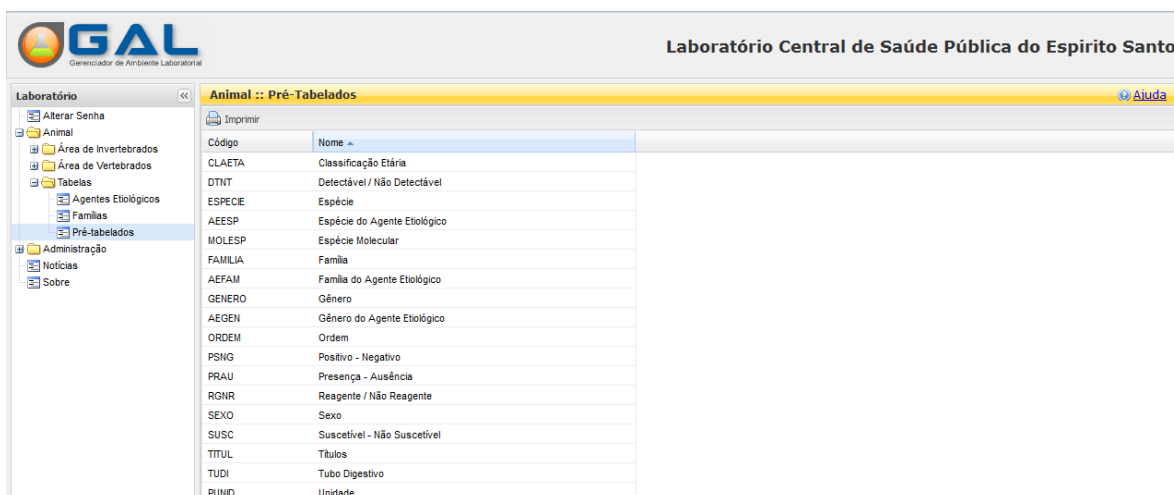 GAL
Gerenciador de Ambiente Laboratorial
Laboratório Central de Saúde Pública do Espirito Santo
Laboratório
Alterar Senha
Animal
Área de Invertebrados
Área de Vertebrados
Tabelas
Agentes Etiológicos
Famílias
Pré-tabelados
Administração
Notícias
Sobre
Animal :: Pré-Tabelados
Ajuda
Imprimir
Código Nome
CLAETA Classificação Etária
DTNT Detectável / Não Detectável
ESPECIE Espécie
AEESP Espécie do Agente Etiológico
MOLESP Espécie Molecular
FAMILIA Família
AEFAM Família do Agente Etiológico
GENERO Gênero
AEGEN Gênero do Agente Etiológico
ORDEM Ordem
PSNG Positivo - Negativo
PRAU Presença - Ausência
RGNR Reagente / Não Reagente
SEXO Sexo
SUSC Suscetível - Não Suscetível
TITUL Títulos
TUDI Tubo Digestivo
PUNID Unidade